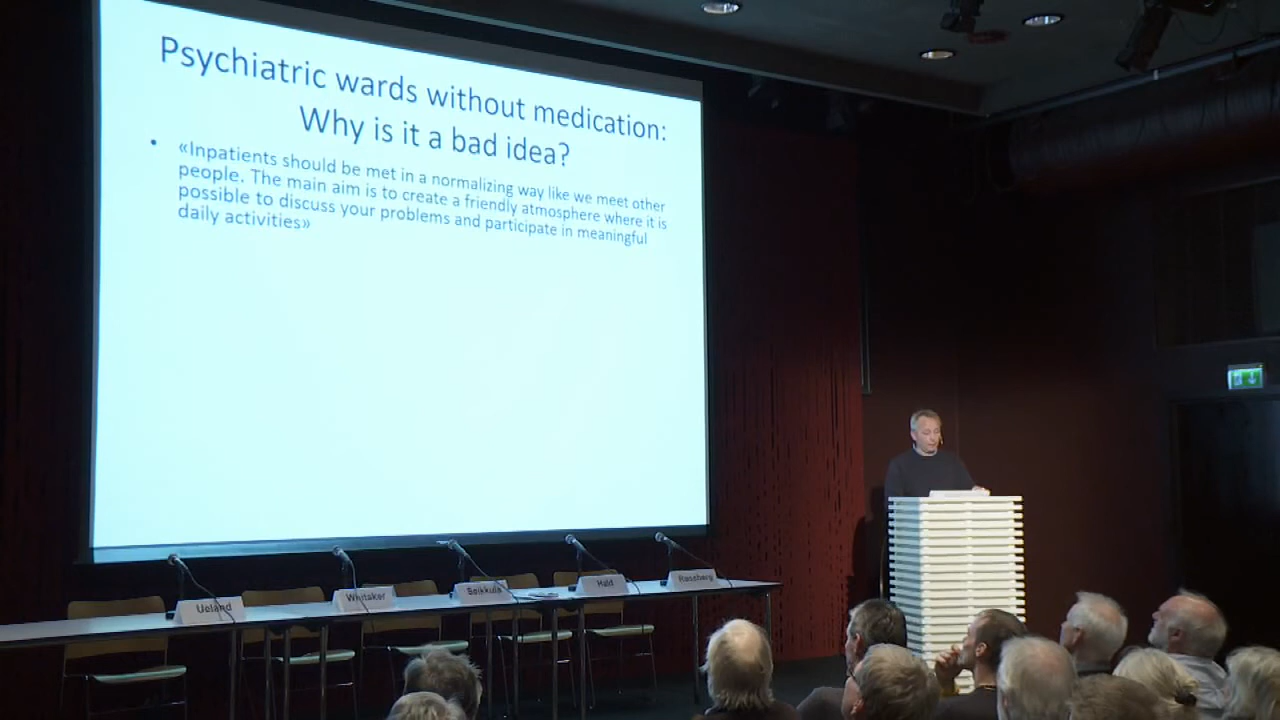 Psychiatric wards without medication:
Why is it a bad idea?
• «Inpatients should be met in a normalizing way like we meet other
people. The main aim is to create a friendly atmosphere where it is
possible to discuss your problems and participate in meaningful
daily activities»
Ueland
Whitaker
Seikkula
Hald
Røssberg